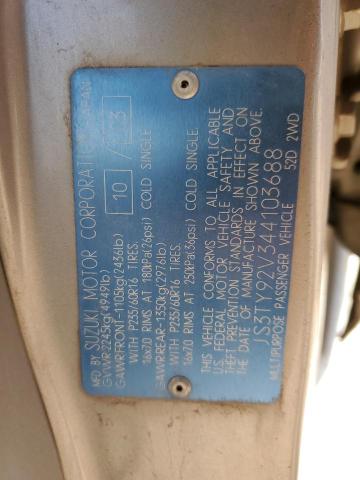 MFD BY SUZUKI MOTOR CORPORATION JAPAN
GVWR-2245kg(4949lb) 10 / 03
GAWRFRONT-1105kg(2436lb)
WITH P235/60R16 TIRES.
16x7.0 RIMS AT 180kPa(26psi) COLD SINGLE
GAWRREAR-1350kg(2976lb)
WITH P235/60R16 TIRES.
16x7.0 RIMS AT 250kPa(36psi) COLD SINGLE
THIS VEHICLE CONFORMS TO ALL APPLICABLE
U.S. FEDERAL MOTOR VEHICLE SAFETY AND
THEFT PREVENTION STANDARDS IN EFFECT ON
THE DATE OF MANUFACTURE SHOWN ABOVE.
JS3TY92V344103688
MULTIPURPOSE PASSENGER VEHICLE 52D 2WD